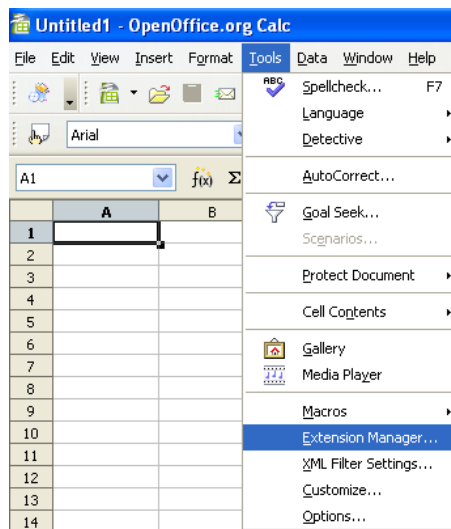 Untitled1 - OpenOffice.org Calc
File Edit View Insert Format Tools Data Window Help
ABC Spellcheck... F7
Language
Arial
Detective
A1 f(x) Σ
AutoCorrect...
A B
Goal Seek...
1
Scenarios...
2
3 Protect Document
4
Cell Contents
5
6 Gallery
7 Media Player
8
9 Macros
10 Extension Manager...
11 XML Filter Settings...
12 Customize...
13 Options...
14